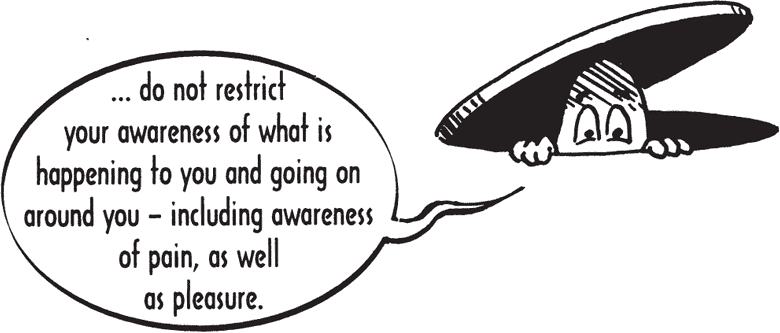 ... do not restrict
your awareness of what is
happening to you and going on
around you – including awareness
of pain, as well
as pleasure.